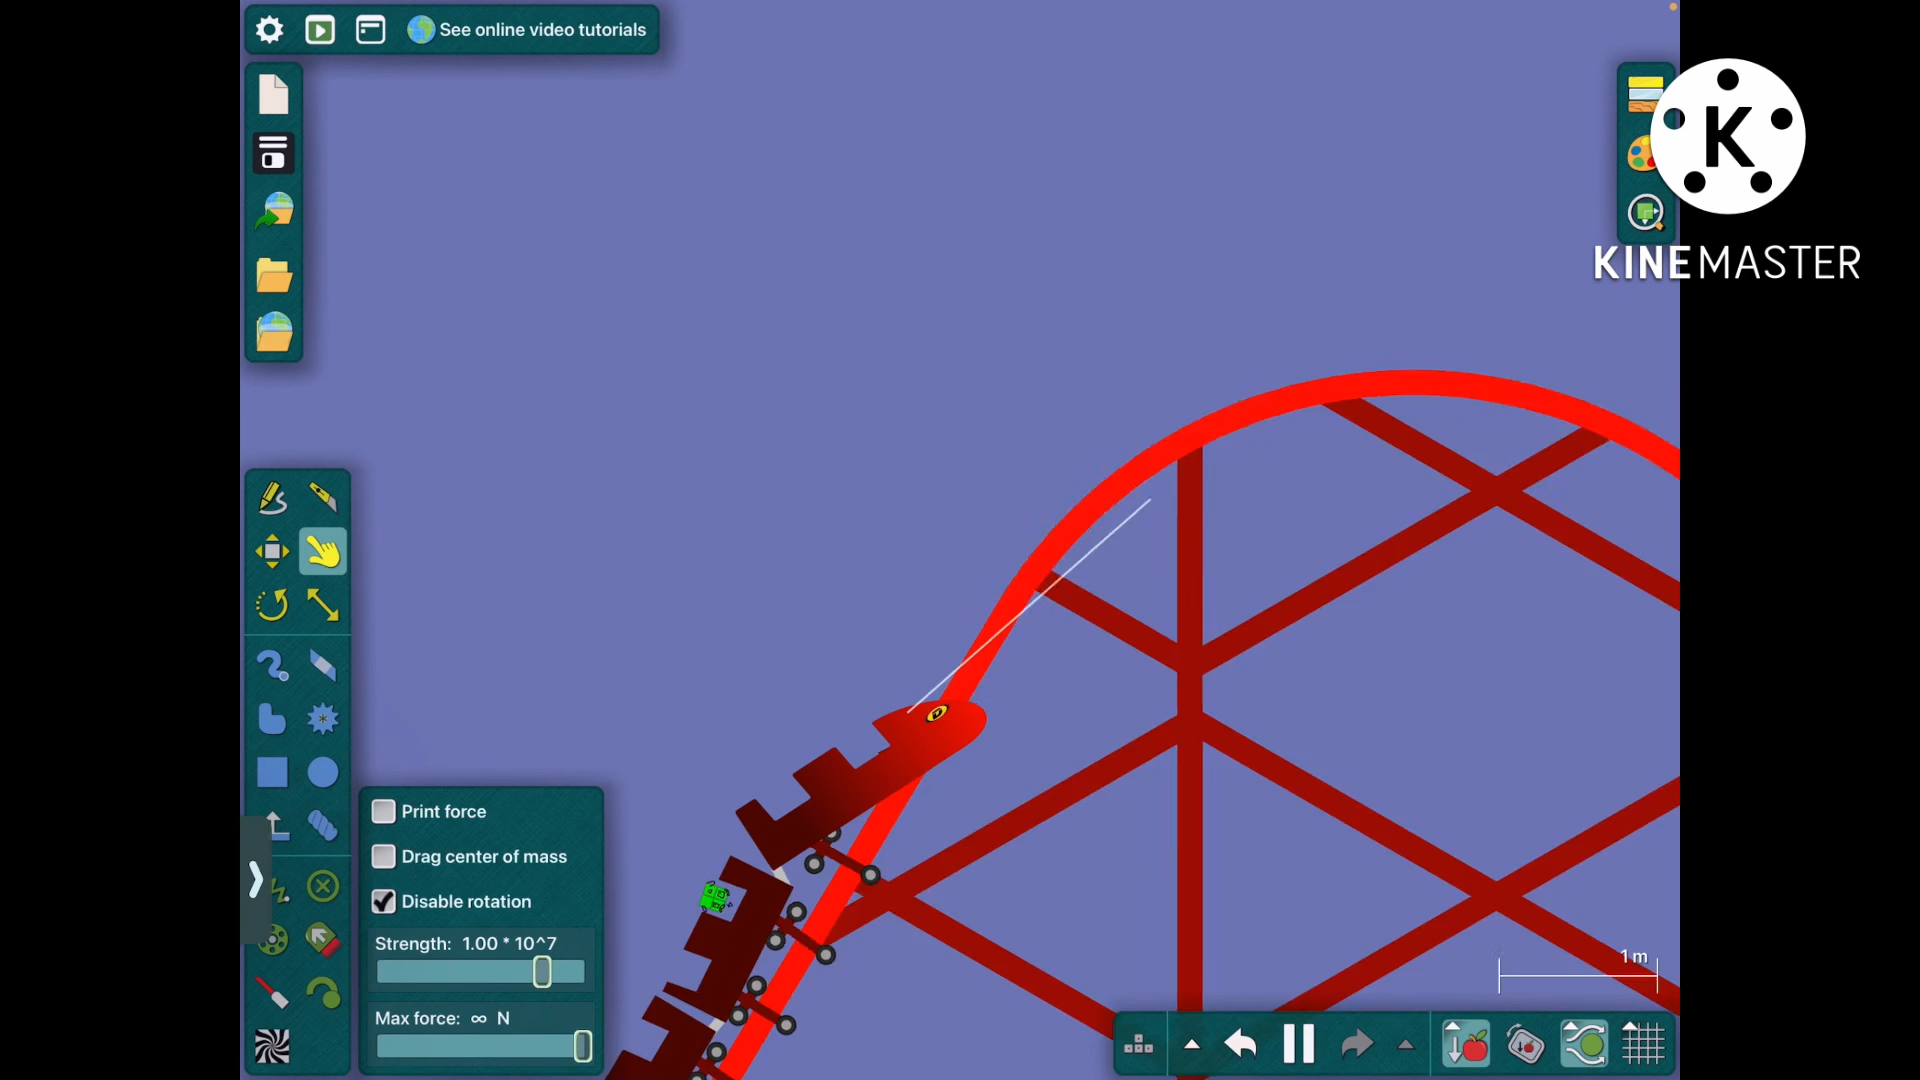 See online video tutorials
K
KINEMASTER
Print force
Drag center of mass
Disable rotation
Strength: 1.00 * 10^7
Max force: ∞ N
1 m